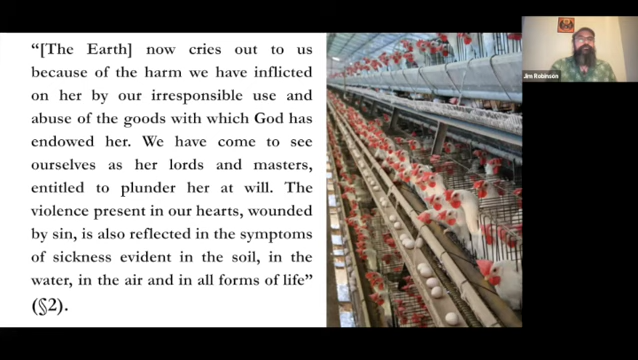 “[The Earth] now cries out to us
because of the harm we have inflicted
on her by our irresponsible use and
abuse of the goods with which God has
endowed her. We have come to see
ourselves as her lords and masters,
entitled to plunder her at will. The
violence present in our hearts, wounded
by sin, is also reflected in the symptoms
of sickness evident in the soil, in the
water, in the air and in all forms of life”
(§2).
Jim Robinson